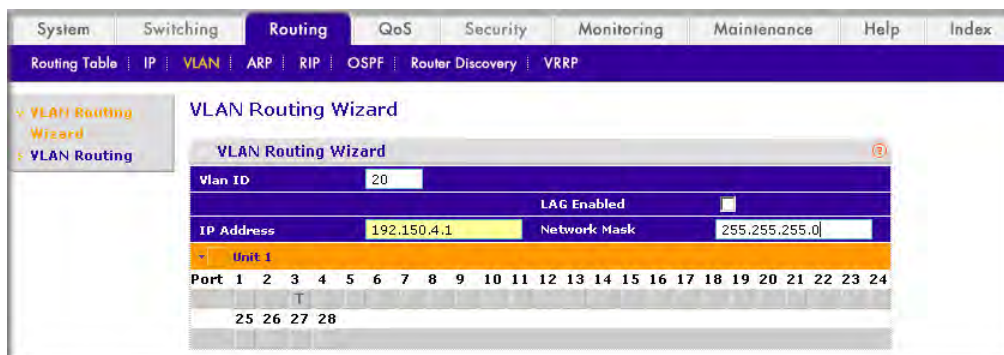 System Switching Routing QoS Security Monitoring Maintenance Help Index
Routing Table IP VLAN ARP RIP OSPF Router Discovery VRRP
VLAN Routing Wizard
VLAN Routing
VLAN Routing Wizard
VLAN Routing Wizard ?
Vlan ID 20
LAG Enabled
IP Address 192.150.4.1 Network Mask 255.255.255.0
Unit 1
Port 1 2 3 4 5 6 7 8 9 10 11 12 13 14 15 16 17 18 19 20 21 22 23 24
T
25 26 27 28